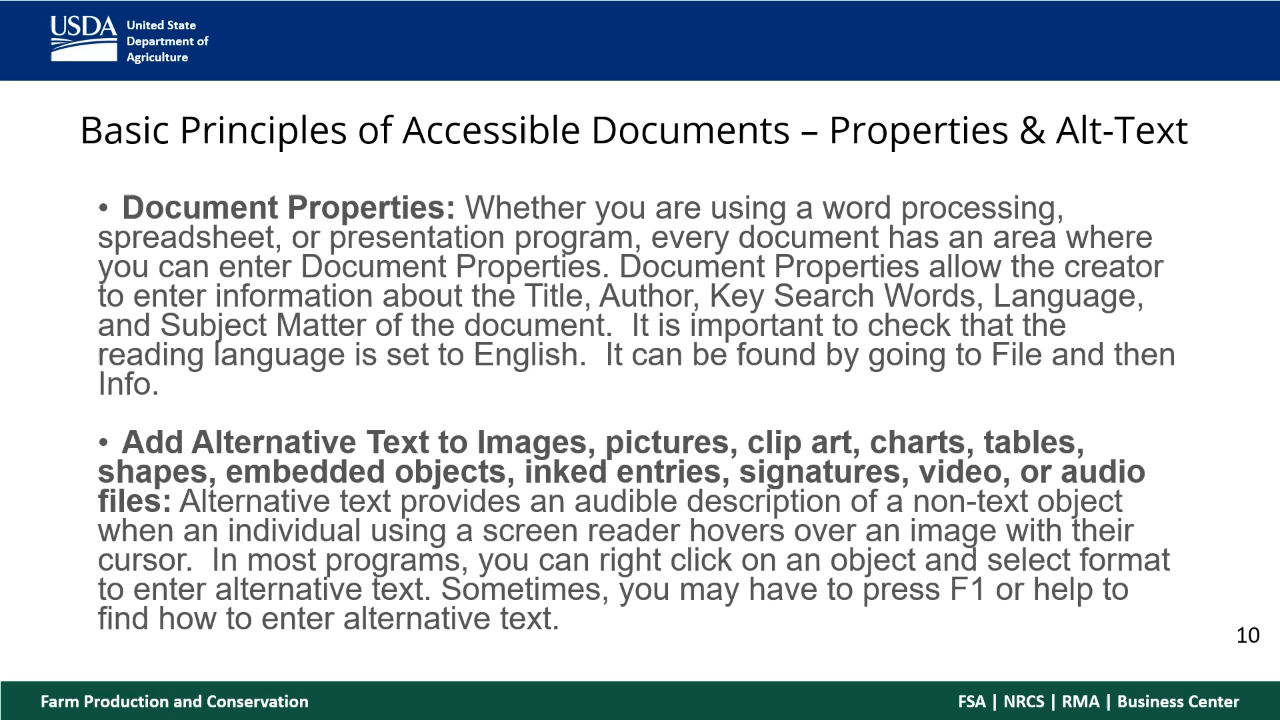 USDA
United State
Department of
Agriculture
Basic Principles of Accessible Documents – Properties & Alt-Text
• Document Properties: Whether you are using a word processing,
spreadsheet, or presentation program, every document has an area where
you can enter Document Properties. Document Properties allow the creator
to enter information about the Title, Author, Key Search Words, Language,
and Subject Matter of the document.  It is important to check that the
reading language is set to English.  It can be found by going to File and then
Info.
• Add Alternative Text to Images, pictures, clip art, charts, tables,
shapes, embedded objects, inked entries, signatures, video, or audio
files: Alternative text provides an audible description of a non-text object
when an individual using a screen reader hovers over an image with their
cursor.  In most programs, you can right click on an object and select format
to enter alternative text. Sometimes, you may have to press F1 or help to
find how to enter alternative text.
10
Farm Production and Conservation
FSA | NRCS | RMA | Business Center